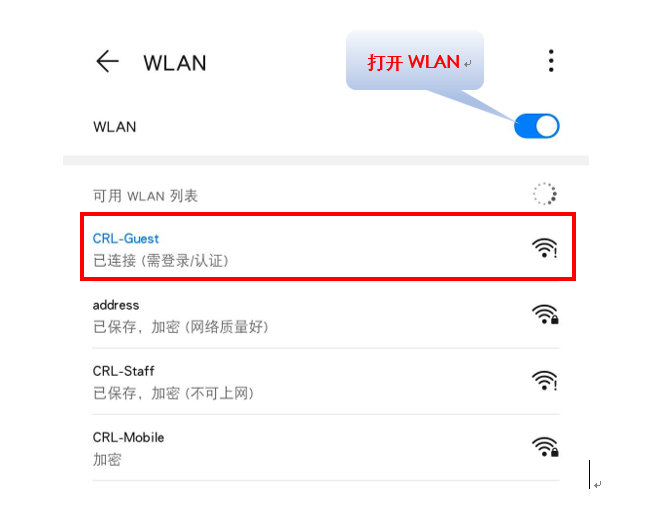 WLAN
打开 WLAN
WLAN
可用 WLAN 列表
CRL-Guest
已连接 (需登录/认证)
address
已保存，加密 (网络质量好)
CRL-Staff
已保存，加密 (不可上网)
CRL-Mobile
加密